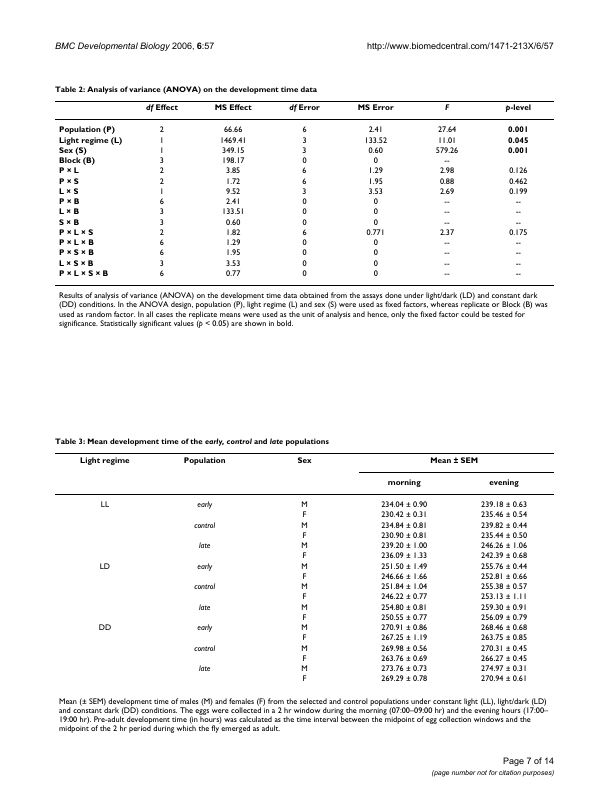 BMC Developmental Biology 2006, 6:57 http://www.biomedcentral.com/1471-213X/6/57
Table 2: Analysis of variance (ANOVA) on the development time data
df Effect MS Effect df Error MS Error F p-level
Population (P) 2 66.66 6 2.41 27.64 0.001
Light regime (L) 1 1469.41 3 133.52 11.01 0.045
Sex (S) 1 349.15 3 0.60 579.26 0.001
Block (B) 3 198.17 0 0 --
P × L 2 3.85 6 1.29 2.98 0.126
P × S 2 1.72 6 1.95 0.88 0.462
L × S 1 9.52 3 3.53 2.69 0.199
P × B 6 2.41 0 0 -- --
L × B 3 133.51 0 0 -- --
S × B 3 0.60 0 0 -- --
P × L × S 2 1.82 6 0.771 2.37 0.175
P × L × B 6 1.29 0 0 -- --
P × S × B 6 1.95 0 0 -- --
L × S × B 3 3.53 0 0 -- --
P × L × S × B 6 0.77 0 0 -- --
Results of analysis of variance (ANOVA) on the development time data obtained from the assays done under light/dark (LD) and constant dark
(DD) conditions. In the ANOVA design, population (P), light regime (L) and sex (S) were used as fixed factors, whereas replicate or Block (B) was
used as random factor. In all cases the replicate means were used as the unit of analysis and hence, only the fixed factor could be tested for
significance. Statistically significant values (p < 0.05) are shown in bold.
Table 3: Mean development time of the early, control and late populations
Light regime Population Sex Mean ± SEM
morning evening
LL early M 234.04 ± 0.90 239.18 ± 0.63
F 230.42 ± 0.31 235.46 ± 0.54
control M 234.84 ± 0.81 239.82 ± 0.44
F 230.90 ± 0.81 235.44 ± 0.50
late M 239.20 ± 1.00 246.26 ± 1.06
F 236.09 ± 1.33 242.39 ± 0.68
LD early M 251.50 ± 1.49 255.76 ± 0.44
F 246.66 ± 1.66 252.81 ± 0.66
control M 251.84 ± 1.04 255.38 ± 0.57
F 246.22 ± 0.77 253.13 ± 1.11
late M 254.80 ± 0.81 259.30 ± 0.91
F 250.55 ± 0.77 256.09 ± 0.79
DD early M 270.91 ± 0.86 268.46 ± 0.68
F 267.25 ± 1.19 263.75 ± 0.85
control M 269.98 ± 0.56 270.31 ± 0.45
F 263.76 ± 0.69 266.27 ± 0.45
late M 273.76 ± 0.73 274.97 ± 0.31
F 269.29 ± 0.78 270.94 ± 0.61
Mean (± SEM) development time of males (M) and females (F) from the selected and control populations under constant light (LL), light/dark (LD)
and constant dark (DD) conditions. The eggs were collected in a 2 hr window during the morning (07:00–09:00 hr) and the evening hours (17:00–
19:00 hr). Pre-adult development time (in hours) was calculated as the time interval between the midpoint of egg collection windows and the
midpoint of the 2 hr period during which the fly emerged as adult.
Page 7 of 14
(page number not for citation purposes)